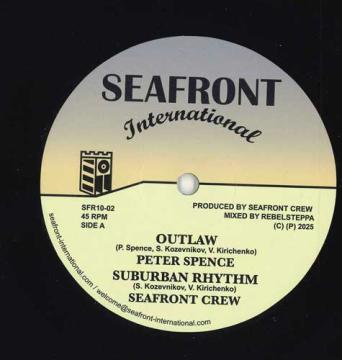 SEAFRONT
International
SFR10-02
45 RPM
SIDE A
PRODUCED BY SEAFRONT CREW
MIXED BY REBELSTEPPA
(C) (P) 2025
OUTLAW
(P. Spence, S. Kozevnikov, V. Kirichenko)
PETER SPENCE
SUBURBAN RHYTHM
(S. Kozevnikov, V. Kirichenko)
SEAFRONT CREW
seafront-international.com / welcome@seafront-international.com